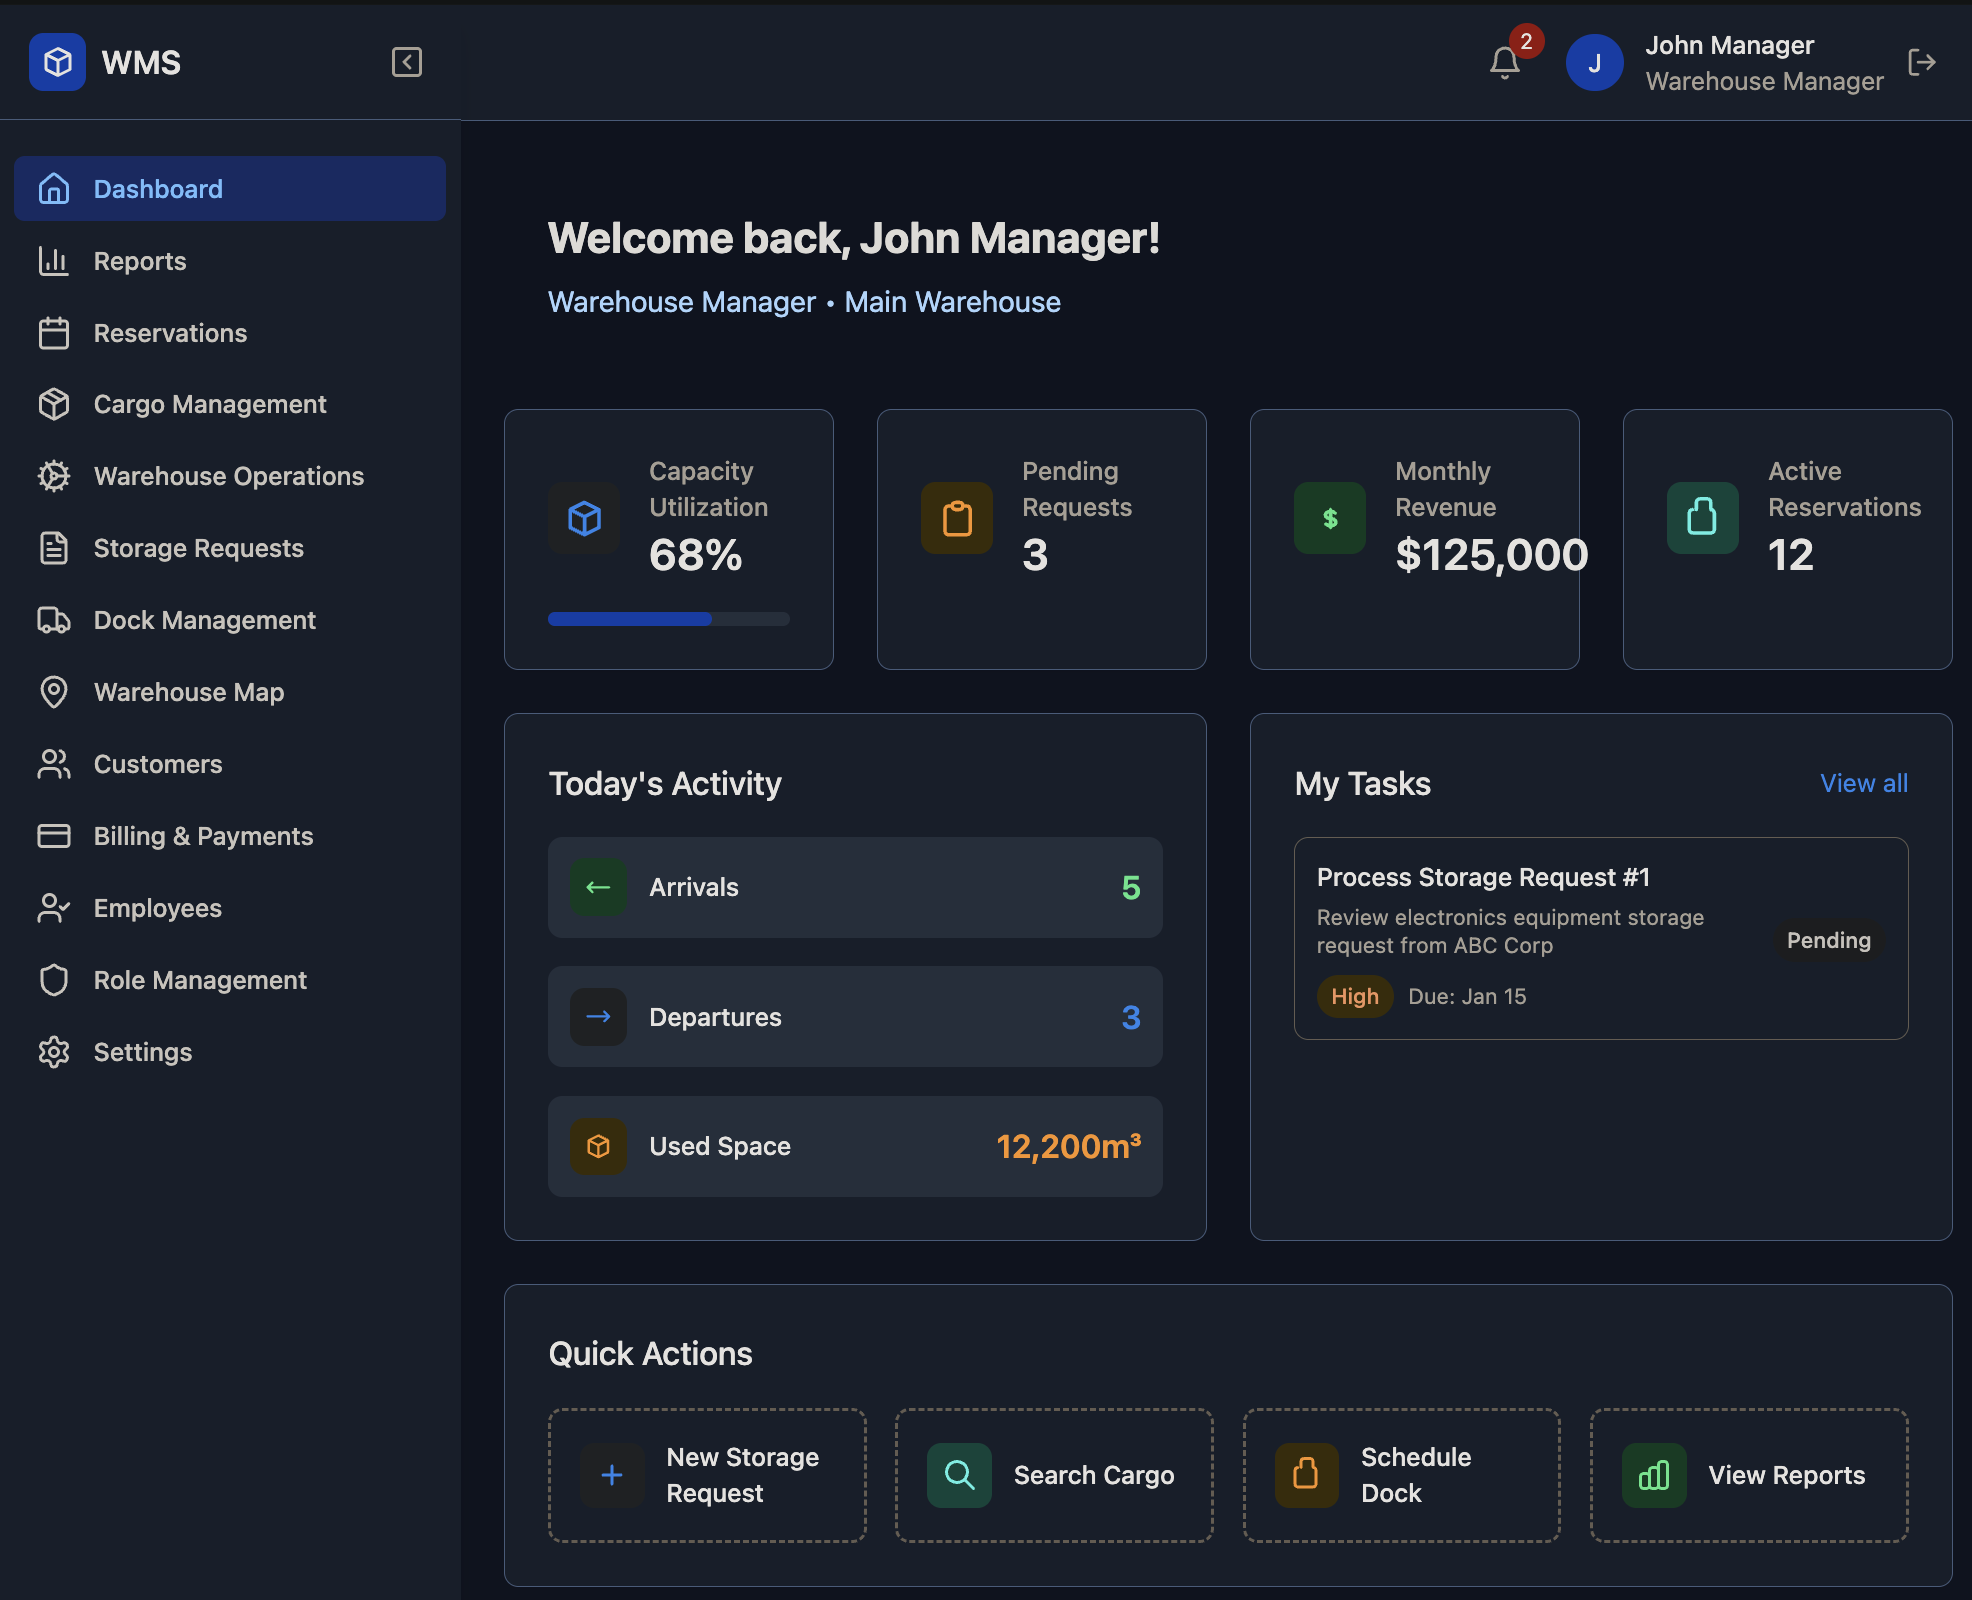 WMS
2
J
John Manager
Warehouse Manager
Dashboard
Reports
Reservations
Cargo Management
Warehouse Operations
Storage Requests
Dock Management
Warehouse Map
Customers
Billing & Payments
Employees
Role Management
Settings
Welcome back, John Manager!
Warehouse Manager • Main Warehouse
Capacity
Utilization
68%
Pending
Requests
3
$
Monthly
Revenue
$125,000
Active
Reservations
12
Today's Activity
Arrivals
5
Departures
3
Used Space
12,200m³
My Tasks
View all
Process Storage Request #1
Review electronics equipment storage
request from ABC Corp
Pending
High
Due: Jan 15
Quick Actions
New Storage
Request
Search Cargo
Schedule
Dock
View Reports